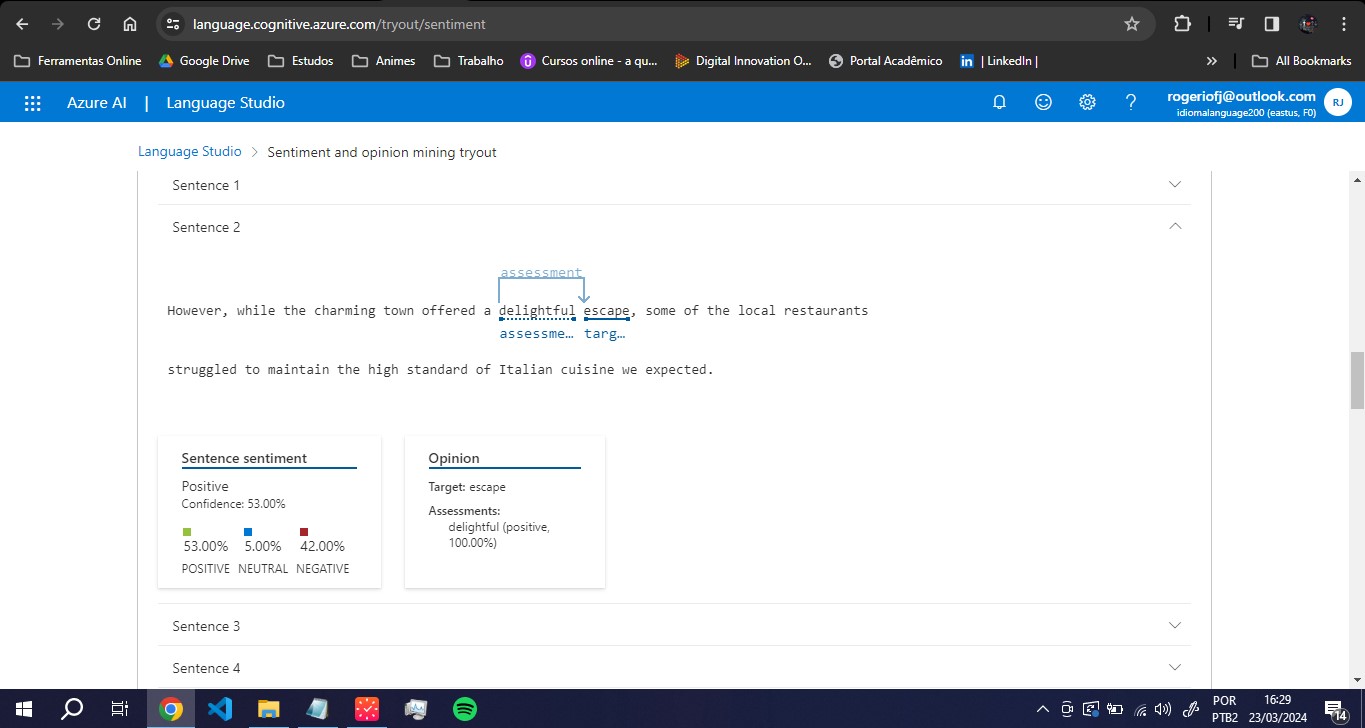 language.cognitive.azure.com/tryout/sentiment
Ferramentas Online Google Drive Estudos Animes Trabalho Cursos online - a qu... Digital Innovation O... Portal Acadêmico | LinkedIn | » All Bookmarks
Azure AI | Language Studio
rogeriofj@outlook.com
idiomalanguage200 (eastus, F0)
RJ
Language Studio > Sentiment and opinion mining tryout
Sentence 1
Sentence 2
assessment
However, while the charming town offered a delightful escape, some of the local restaurants
assessme... targ...
struggled to maintain the high standard of Italian cuisine we expected.
Sentence sentiment
Positive
Confidence: 53.00%
53.00% 5.00% 42.00%
POSITIVE NEUTRAL NEGATIVE
Opinion
Target: escape
Assessments:
delightful (positive,
100.00%)
Sentence 3
Sentence 4
POR
PTB2
16:29
23/03/2024
14